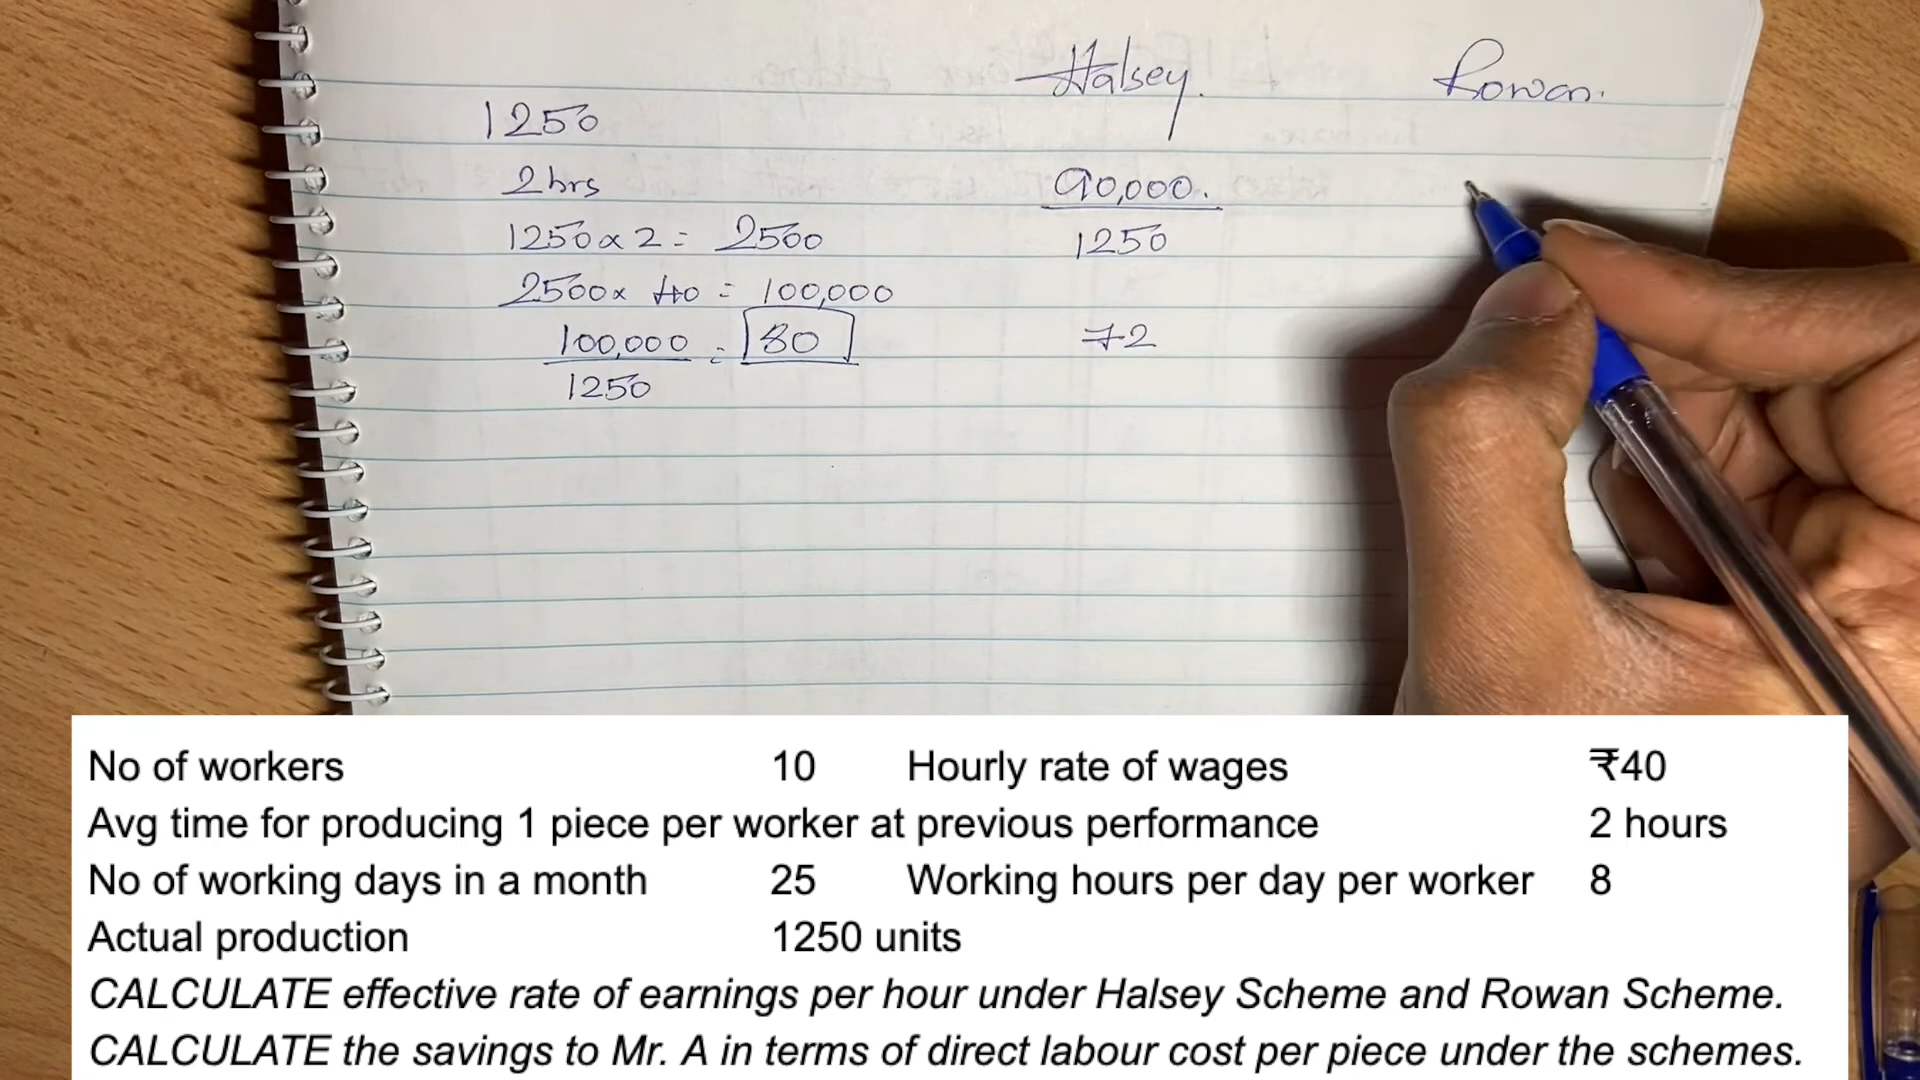 Halsey. Rowan.
1250
2hrs 90,000.
1250 x 2 = 2500 1250
2500 x 40 = 100,000
100,000 = 80 72
1250
No of workers 10 Hourly rate of wages ₹40
Avg time for producing 1 piece per worker at previous performance 2 hours
No of working days in a month 25 Working hours per day per worker 8
Actual production 1250 units
CALCULATE effective rate of earnings per hour under Halsey Scheme and Rowan Scheme.
CALCULATE the savings to Mr. A in terms of direct labour cost per piece under the schemes.